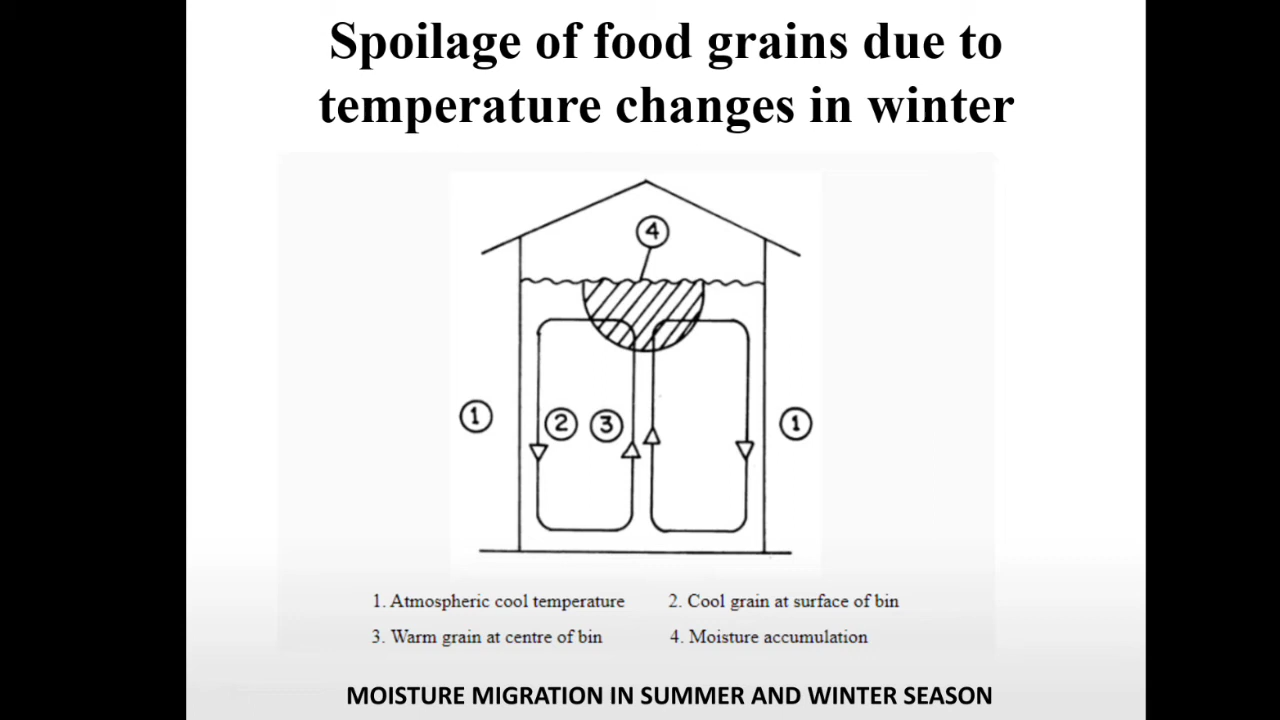 Spoilage of food grains due to
temperature changes in winter
4
1
2
3
1
1. Atmospheric cool temperature
2. Cool grain at surface of bin
3. Warm grain at centre of bin
4. Moisture accumulation
MOISTURE MIGRATION IN SUMMER AND WINTER SEASON